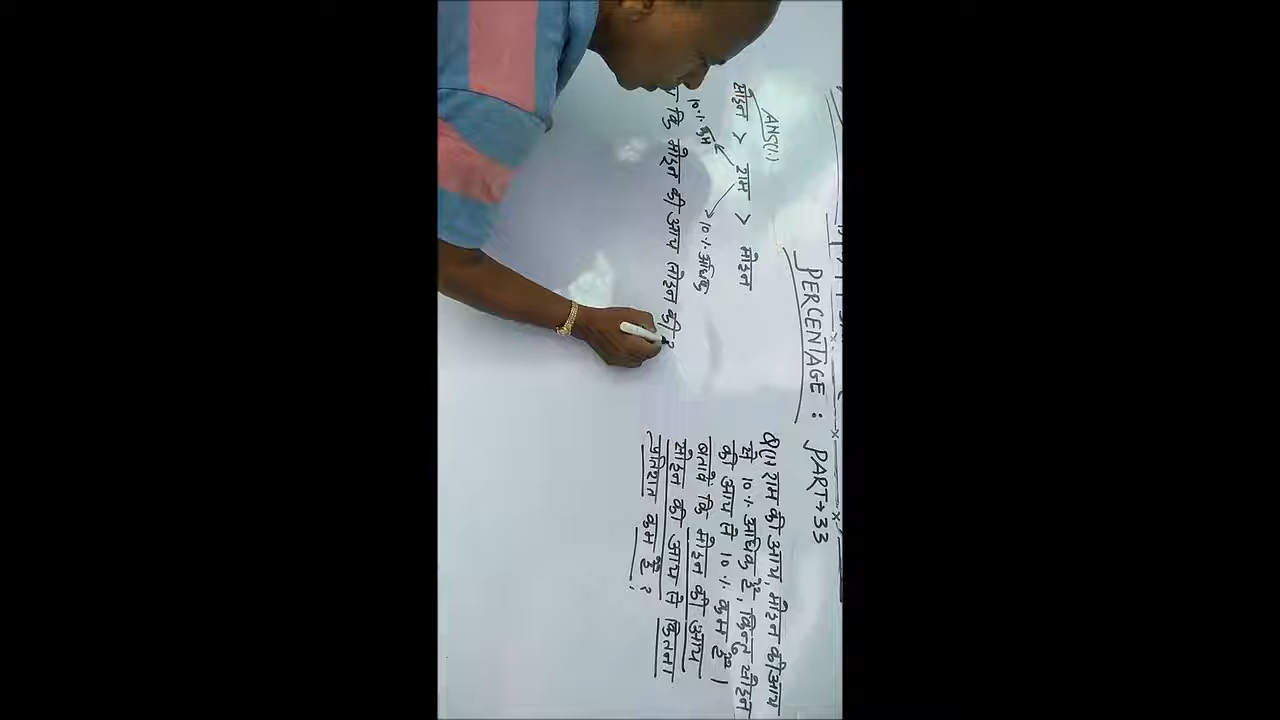 PERCENTAGE : PART → 33
Q(1) राम की आय, मोहन की आय
से 10% अधिक है, किन्तु सोहन
की आय से 10% कम है ।
बतावें कि मोहन की आय
सोहन की आय से कितना
प्रतिशत कम है ?
ANS(1)
सोहन > राम > मोहन
10% कम 10% अधिक
कि मोहन की आय सोहन की